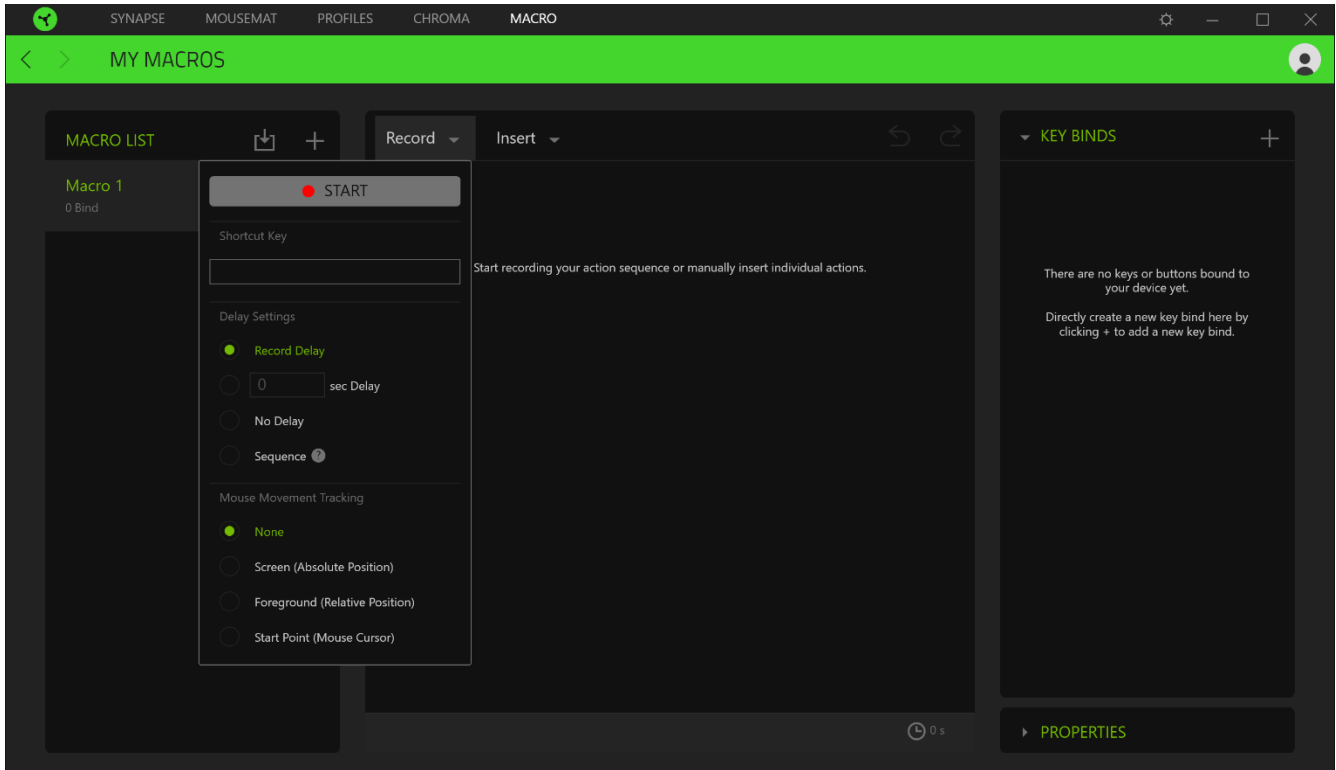 SYNAPSE MOUSEMAT PROFILES CHROMA MACRO
MY MACROS
MACRO LIST
Macro 1
0 Bind
Record Insert
START
Shortcut Key
Delay Settings
Record Delay
0 sec Delay
No Delay
Sequence ?
Mouse Movement Tracking
None
Screen (Absolute Position)
Foreground (Relative Position)
Start Point (Mouse Cursor)
Start recording your action sequence or manually insert individual actions.
0 s
KEY BINDS
There are no keys or buttons bound to
your device yet.
Directly create a new key bind here by
clicking + to add a new key bind.
PROPERTIES